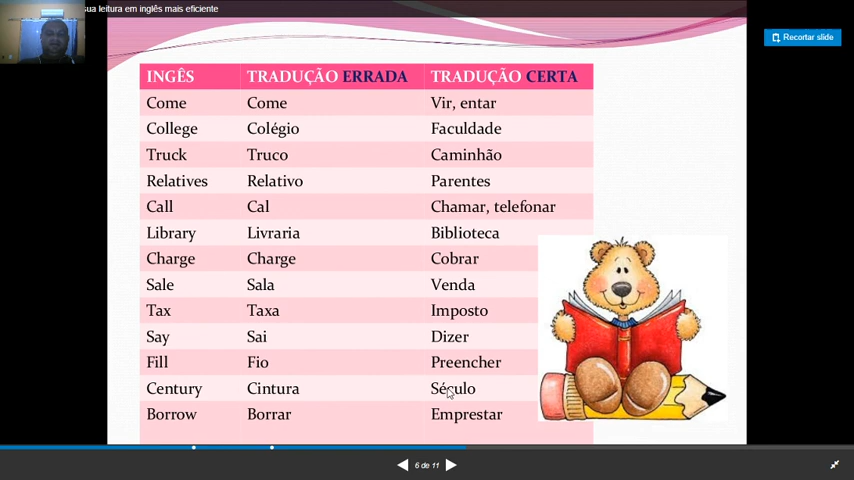 sua leitura em inglês mais eficiente
Recortar slide
INGÊS TRADUÇÃO ERRADA TRADUÇÃO CERTA
Come Come Vir, entar
College Colégio Faculdade
Truck Truco Caminhão
Relatives Relativo Parentes
Call Cal Chamar, telefonar
Library Livraria Biblioteca
Charge Charge Cobrar
Sale Sala Venda
Tax Taxa Imposto
Say Sai Dizer
Fill Fio Preencher
Century Cintura Século
Borrow Borrar Emprestar
6 de 11